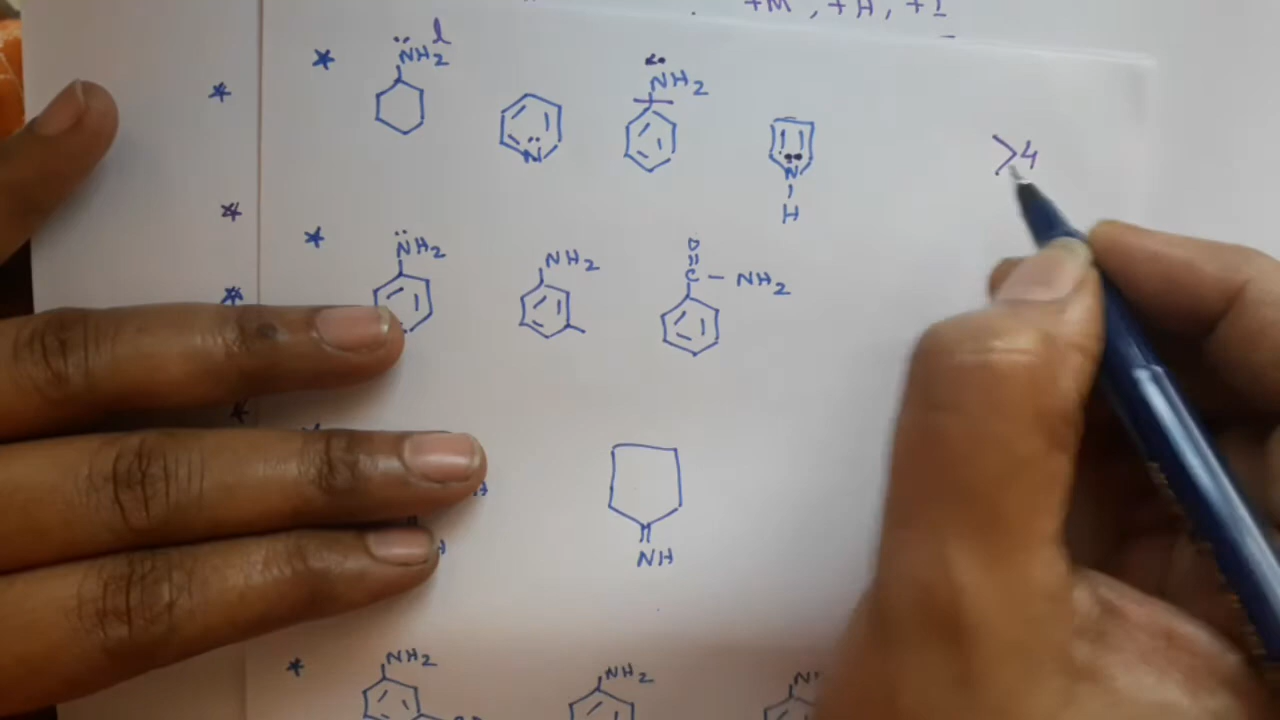 +M, +H, +I
* NH2 l
N
NH2
N
H
>4
*
*
* NH2
NH2
O
C - NH2
*
*
H
NH
* NH2
NH2